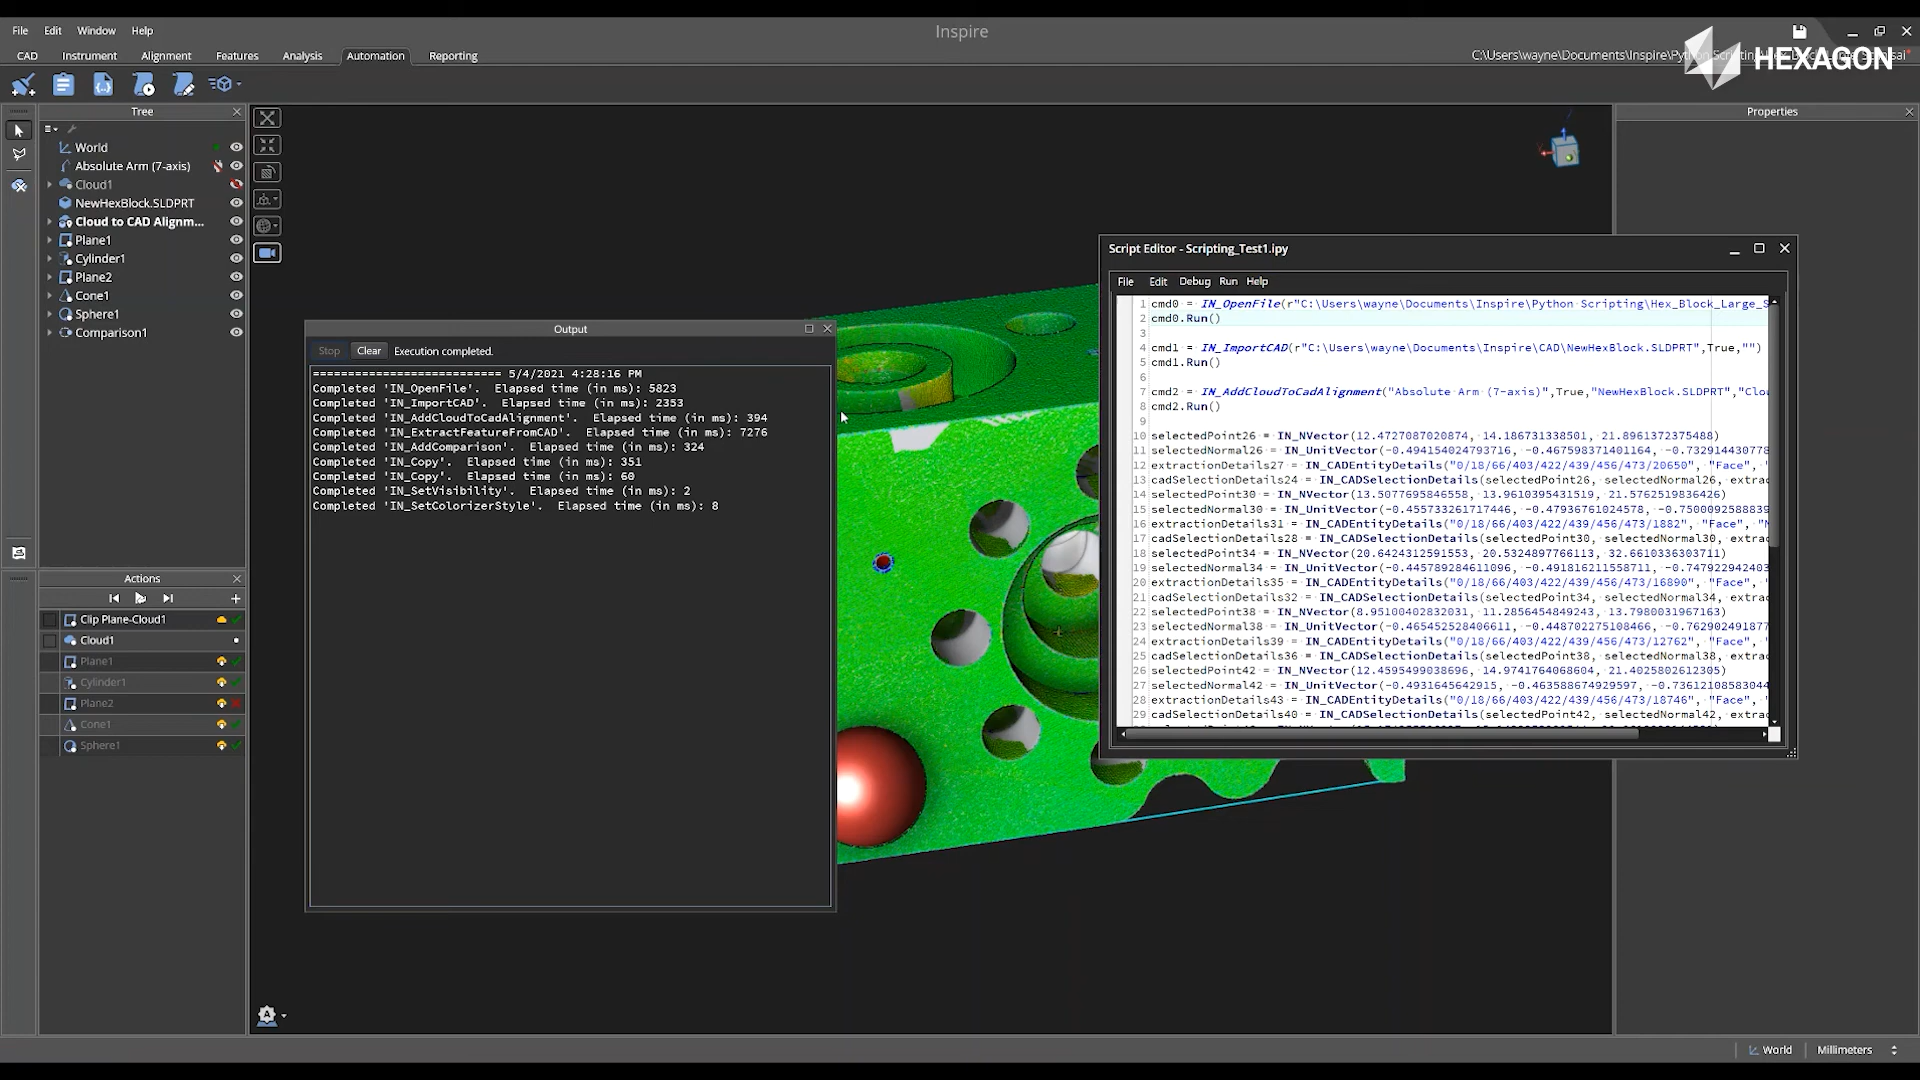 File Edit Window Help
Inspire
CAD Instrument Alignment Features Analysis Automation Reporting
HEXAGON
Tree
Properties
World
Absolute Arm (7-axis)
Cloud1
NewHexBlock.SLDPRT
Cloud to CAD Alignm...
Plane1
Cylinder1
Plane2
Cone1
Sphere1
Comparison1
Actions
Clip Plane-Cloud1
Cloud1
Plane1
Cylinder1
Plane2
Cone1
Sphere1
Output
Stop Clear Execution completed.
=========================== 5/4/2021 4:28:16 PM
Completed 'IN_OpenFile'. Elapsed time (in ms): 5823
Completed 'IN_ImportCAD'. Elapsed time (in ms): 2353
Completed 'IN_AddCloudToCadAlignment'. Elapsed time (in ms): 394
Completed 'IN_ExtractFeatureFromCAD'. Elapsed time (in ms): 7276
Completed 'IN_AddComparison'. Elapsed time (in ms): 324
Completed 'IN_Copy'. Elapsed time (in ms): 351
Completed 'IN_Copy'. Elapsed time (in ms): 60
Completed 'IN_SetVisibility'. Elapsed time (in ms): 2
Completed 'IN_SetColorizerStyle'. Elapsed time (in ms): 8
Script Editor - Scripting_Test1.ipy
File Edit Debug Run Help
1 cmd0 = IN_OpenFile(r"C:\Users\wayne\Documents\Inspire\Python Scripting\Hex_Block_Large_S
2 cmd0.Run()
3
4 cmd1 = IN_ImportCAD(r"C:\Users\wayne\Documents\Inspire\CAD\NewHexBlock.SLDPRT",True,"")
5 cmd1.Run()
6
7 cmd2 = IN_AddCloudToCadAlignment("Absolute Arm (7-axis)",True,"NewHexBlock.SLDPRT","Clou
8 cmd2.Run()
9
10 selectedPoint26 = IN_NVector(12.4727087020874, 14.186731338501, 21.8961372375488)
11 selectedNormal26 = IN_UnitVector(-0.494154024793716, -0.467598371401164, -0.732914430778
12 extractionDetails27 = IN_CADEntityDetails("0/18/66/403/422/439/456/473/20650", "Face", "
13 cadSelectionDetails24 = IN_CADSelectionDetails(selectedPoint26, selectedNormal26, extrac
14 selectedPoint30 = IN_NVector(13.5077695846558, 13.9610395431519, 21.5762519836426)
15 selectedNormal30 = IN_UnitVector(-0.455733261717446, -0.47936761024578, -0.7500092588839
16 extractionDetails31 = IN_CADEntityDetails("0/18/66/403/422/439/456/473/1882", "Face", "N
17 cadSelectionDetails28 = IN_CADSelectionDetails(selectedPoint30, selectedNormal30, extrac
18 selectedPoint34 = IN_NVector(20.6424312591553, 20.5324897766113, 32.6610336303711)
19 selectedNormal34 = IN_UnitVector(-0.445789284611096, -0.491816211558711, -0.747922942403
20 extractionDetails35 = IN_CADEntityDetails("0/18/66/403/422/439/456/473/16890", "Face", "
21 cadSelectionDetails32 = IN_CADSelectionDetails(selectedPoint34, selectedNormal34, extrac
22 selectedPoint38 = IN_NVector(8.95100402832031, 11.2856454849243, 13.7980031967163)
23 selectedNormal38 = IN_UnitVector(-0.465452528406611, -0.448702275108466, -0.762902491877
24 extractionDetails39 = IN_CADEntityDetails("0/18/66/403/422/439/456/473/12762", "Face", "
25 cadSelectionDetails36 = IN_CADSelectionDetails(selectedPoint38, selectedNormal38, extrac
26 selectedPoint42 = IN_NVector(12.4595499038696, 14.9741764068604, 21.4025802612305)
27 selectedNormal42 = IN_UnitVector(-0.4931645642915, -0.463588674929597, -0.73612108583044
28 extractionDetails43 = IN_CADEntityDetails("0/18/66/403/422/439/456/473/18746", "Face", "
29 cadSelectionDetails40 = IN_CADSelectionDetails(selectedPoint42, selectedNormal42, extrac
World Millimeters